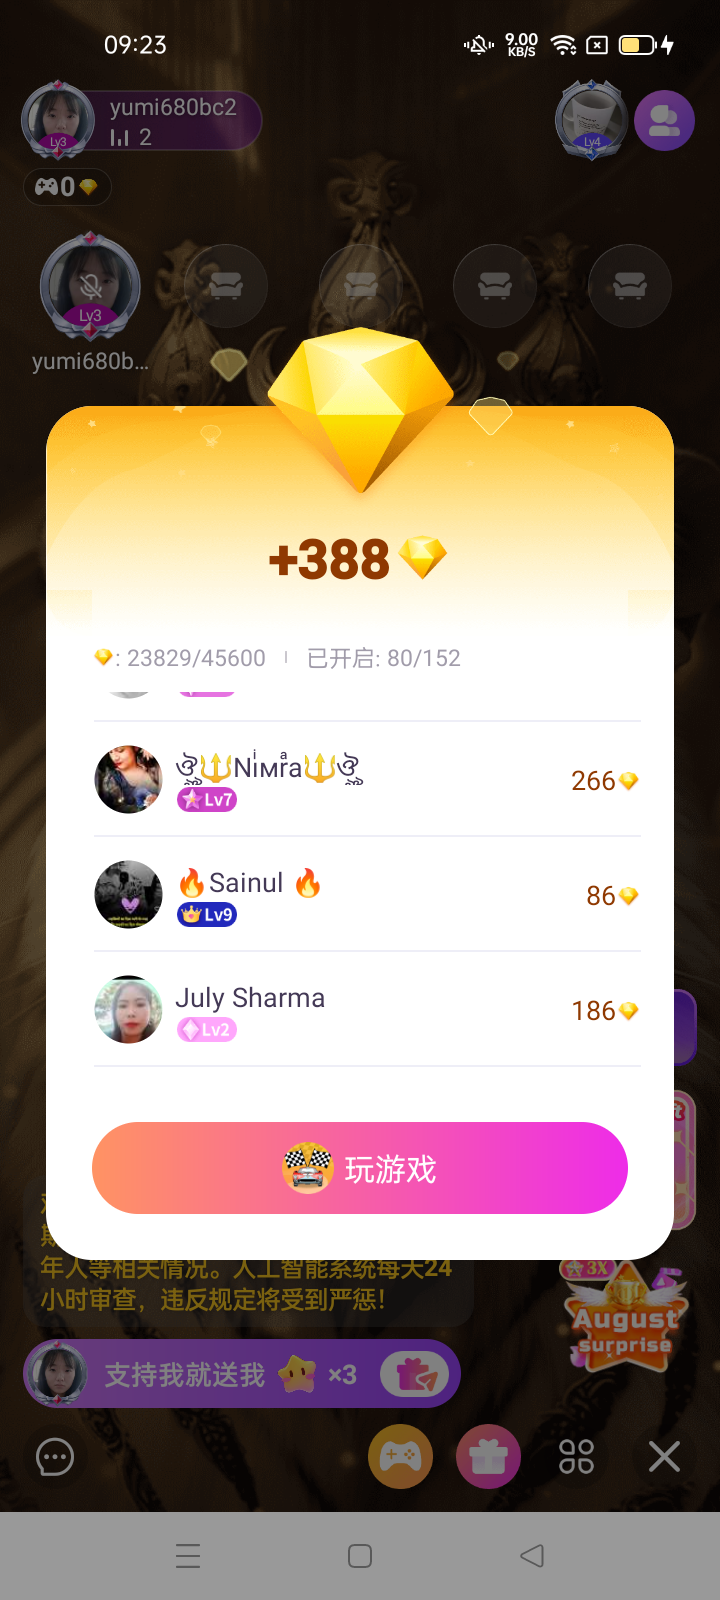 09:23
9.00
KB/S
yumi680bc2
2
Lv3
Lv4
0
Lv3
yumi680b...
+388
: 23829/45600 | 已开启: 80/152
ঔৣ🔱Niͥмrͣa🔱ঔৣ
Lv7
266
🔥Sainul 🔥
Lv9
86
July Sharma
Lv2
186
玩游戏
年人等相关情况。人工智能系统每天24
小时审查，违反规定将受到严惩！
3X
August
surprise
支持我就送我 ×3